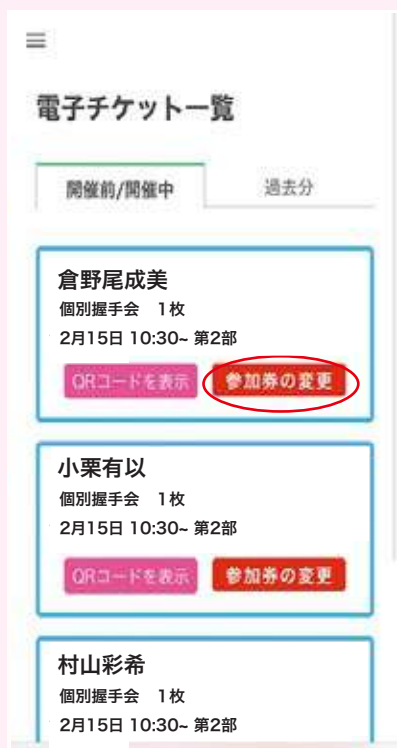 電子チケット一覧
開催前/開催中 過去分
倉野尾成美
個別握手会 1枚
2月15日 10:30~ 第2部
QRコードを表示 参加券の変更
小栗有以
個別握手会 1枚
2月15日 10:30~ 第2部
QRコードを表示 参加券の変更
村山彩希
個別握手会 1枚
2月15日 10:30~ 第2部